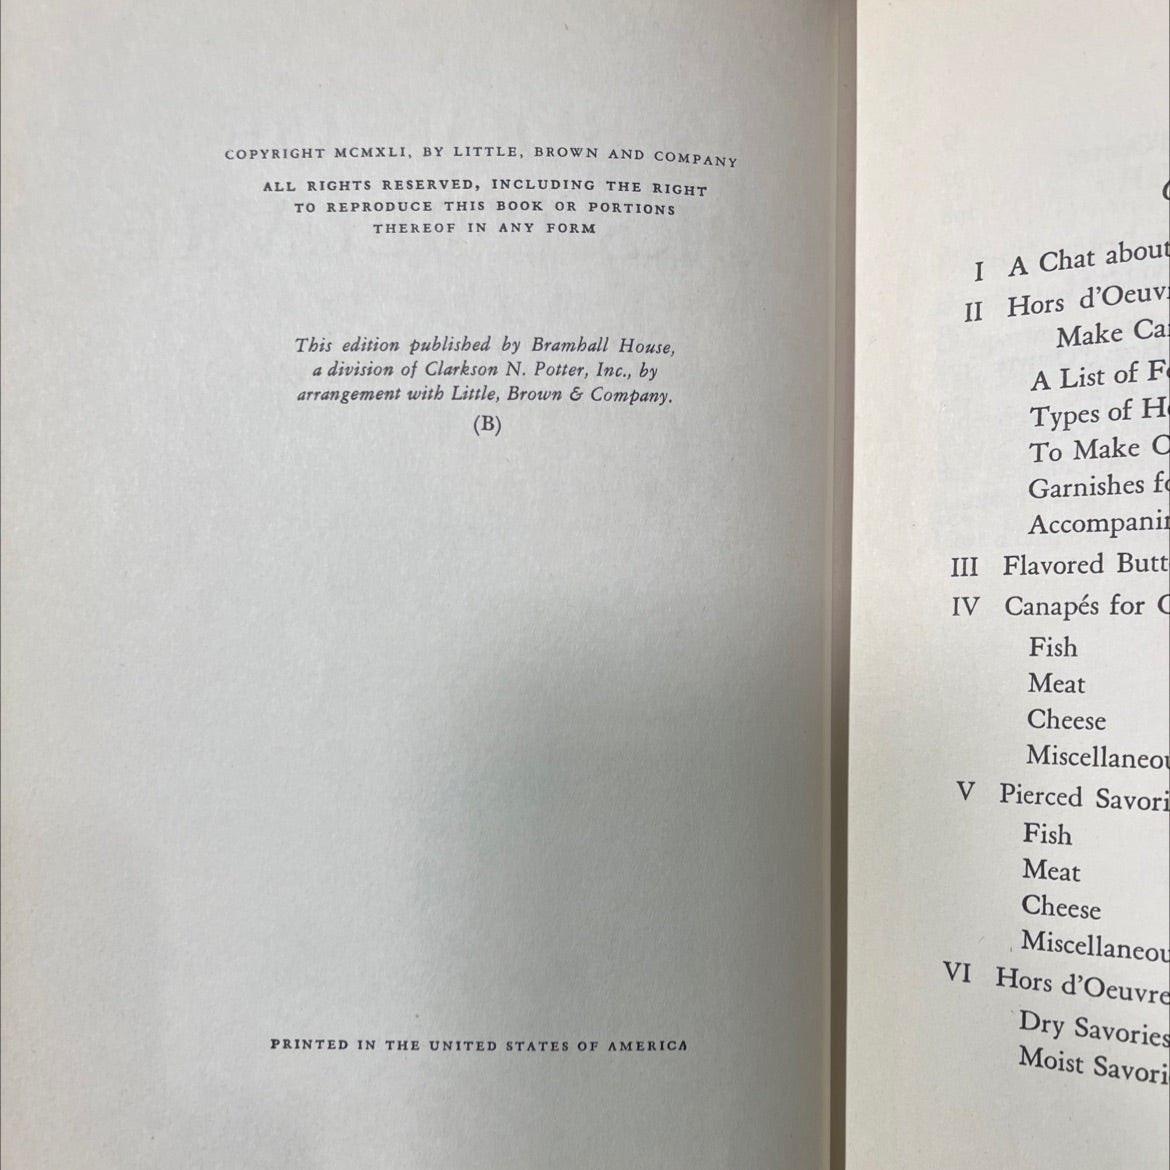 COPYRIGHT MCMXLI, BY LITTLE, BROWN AND COMPANY
ALL RIGHTS RESERVED, INCLUDING THE RIGHT
TO REPRODUCE THIS BOOK OR PORTIONS
THEREOF IN ANY FORM
This edition published by Bramhall House,
a division of Clarkson N. Potter, Inc., by
arrangement with Little, Brown & Company.
(B)
PRINTED IN THE UNITED STATES OF AMERICA
I A Chat about
II Hors d'Oeuv
Make Ca
A List of
Types of
To Make
Garnishes
Accompani
III Flavored Butt
IV Canapés for
Fish
Meat
Cheese
Miscellaneou
V Pierced Savori
Fish
Meat
Cheese
Miscellaneou
VI Hors d'Oeuvre
Dry Savories
Moist Savori